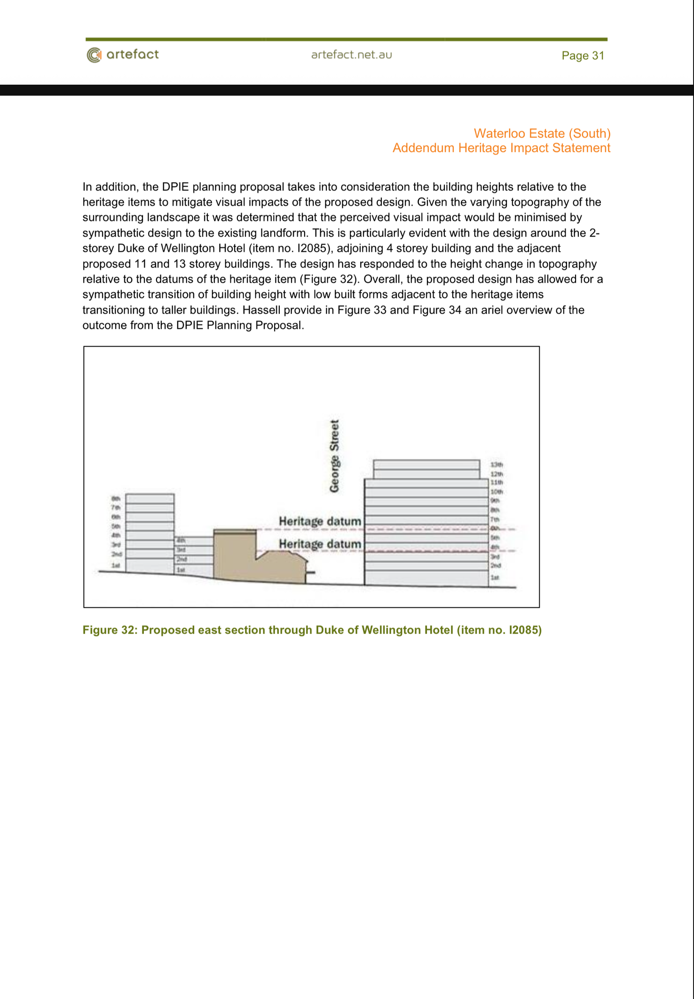 artefact
artefact.net.au
Page 31
Waterloo Estate (South)
Addendum Heritage Impact Statement
In addition, the DPIE planning proposal takes into consideration the building heights relative to the
heritage items to mitigate visual impacts of the proposed design. Given the varying topography of the
surrounding landscape it was determined that the perceived visual impact would be minimised by
sympathetic design to the existing landform. This is particularly evident with the design around the 2-
storey Duke of Wellington Hotel (item no. I2085), adjoining 4 storey building and the adjacent
proposed 11 and 13 storey buildings. The design has responded to the height change in topography
relative to the datums of the heritage item (Figure 32). Overall, the proposed design has allowed for a
sympathetic transition of building height with low built forms adjacent to the heritage items
transitioning to taller buildings. Hassell provide in Figure 33 and Figure 34 an ariel overview of the
outcome from the DPIE Planning Proposal.
George Street
8th
7th
6th
5th
4th
3rd
2nd
1st
4th
3rd
2nd
1st
Heritage datum
Heritage datum
13th
12th
11th
10th
9th
8th
7th
6th
5th
4th
3rd
2nd
1st
Figure 32: Proposed east section through Duke of Wellington Hotel (item no. I2085)